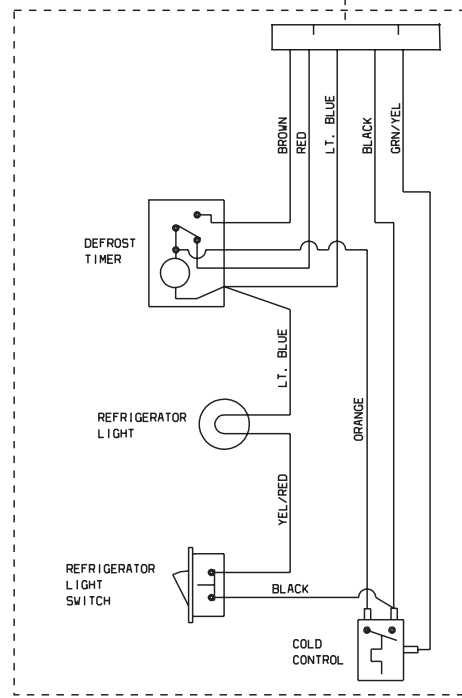 BROWN
RED
LT. BLUE
BLACK
GRN/YEL
DEFROST
TIMER
LT. BLUE
REFRIGERATOR
LIGHT
ORANGE
YEL/RED
REFRIGERATOR
LIGHT
SWITCH
BLACK
COLD
CONTROL